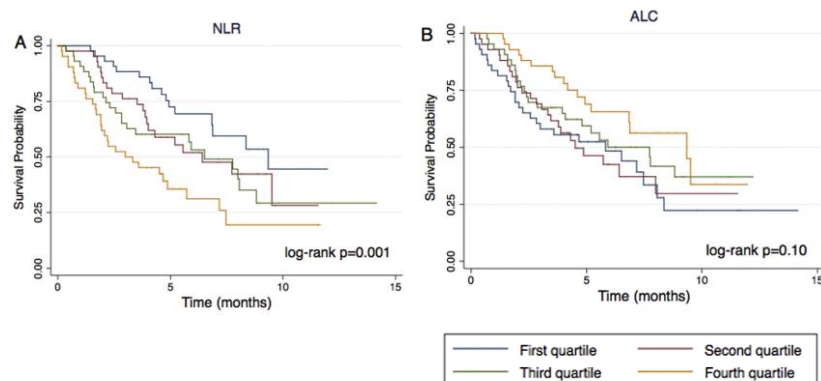 A
NLR
1.00
0.75
0.50
0.25
0.00
Survival Probability
log-rank p=0.001
0 5 10 15
Time (months)
B
ALC
1.00
0.75
0.50
0.25
0.00
Survival Probability
log-rank p=0.10
0 5 10 15
Time (months)
First quartile Second quartile
Third quartile Fourth quartile